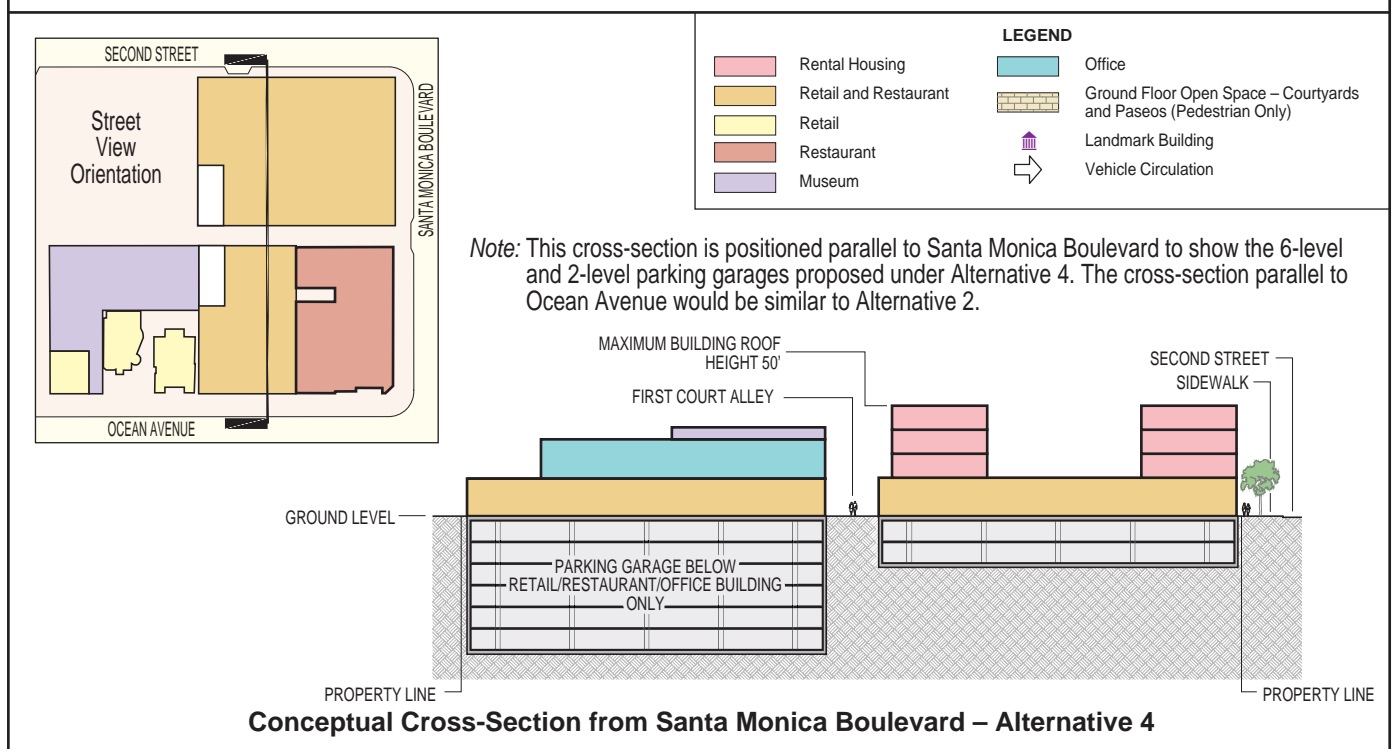 SECOND STREET
Street
View
Orientation
SANTA MONICA BOULEVARD
OCEAN AVENUE
LEGEND
Rental Housing
Retail and Restaurant
Retail
Restaurant
Museum
Office
Ground Floor Open Space – Courtyards
and Paseos (Pedestrian Only)
Landmark Building
Vehicle Circulation
Note: This cross-section is positioned parallel to Santa Monica Boulevard to show the 6-level
and 2-level parking garages proposed under Alternative 4. The cross-section parallel to
Ocean Avenue would be similar to Alternative 2.
MAXIMUM BUILDING ROOF
HEIGHT 50'
FIRST COURT ALLEY
SECOND STREET
SIDEWALK
GROUND LEVEL
PARKING GARAGE BELOW
RETAIL/RESTAURANT/OFFICE BUILDING
ONLY
PROPERTY LINE
PROPERTY LINE
Conceptual Cross-Section from Santa Monica Boulevard – Alternative 4